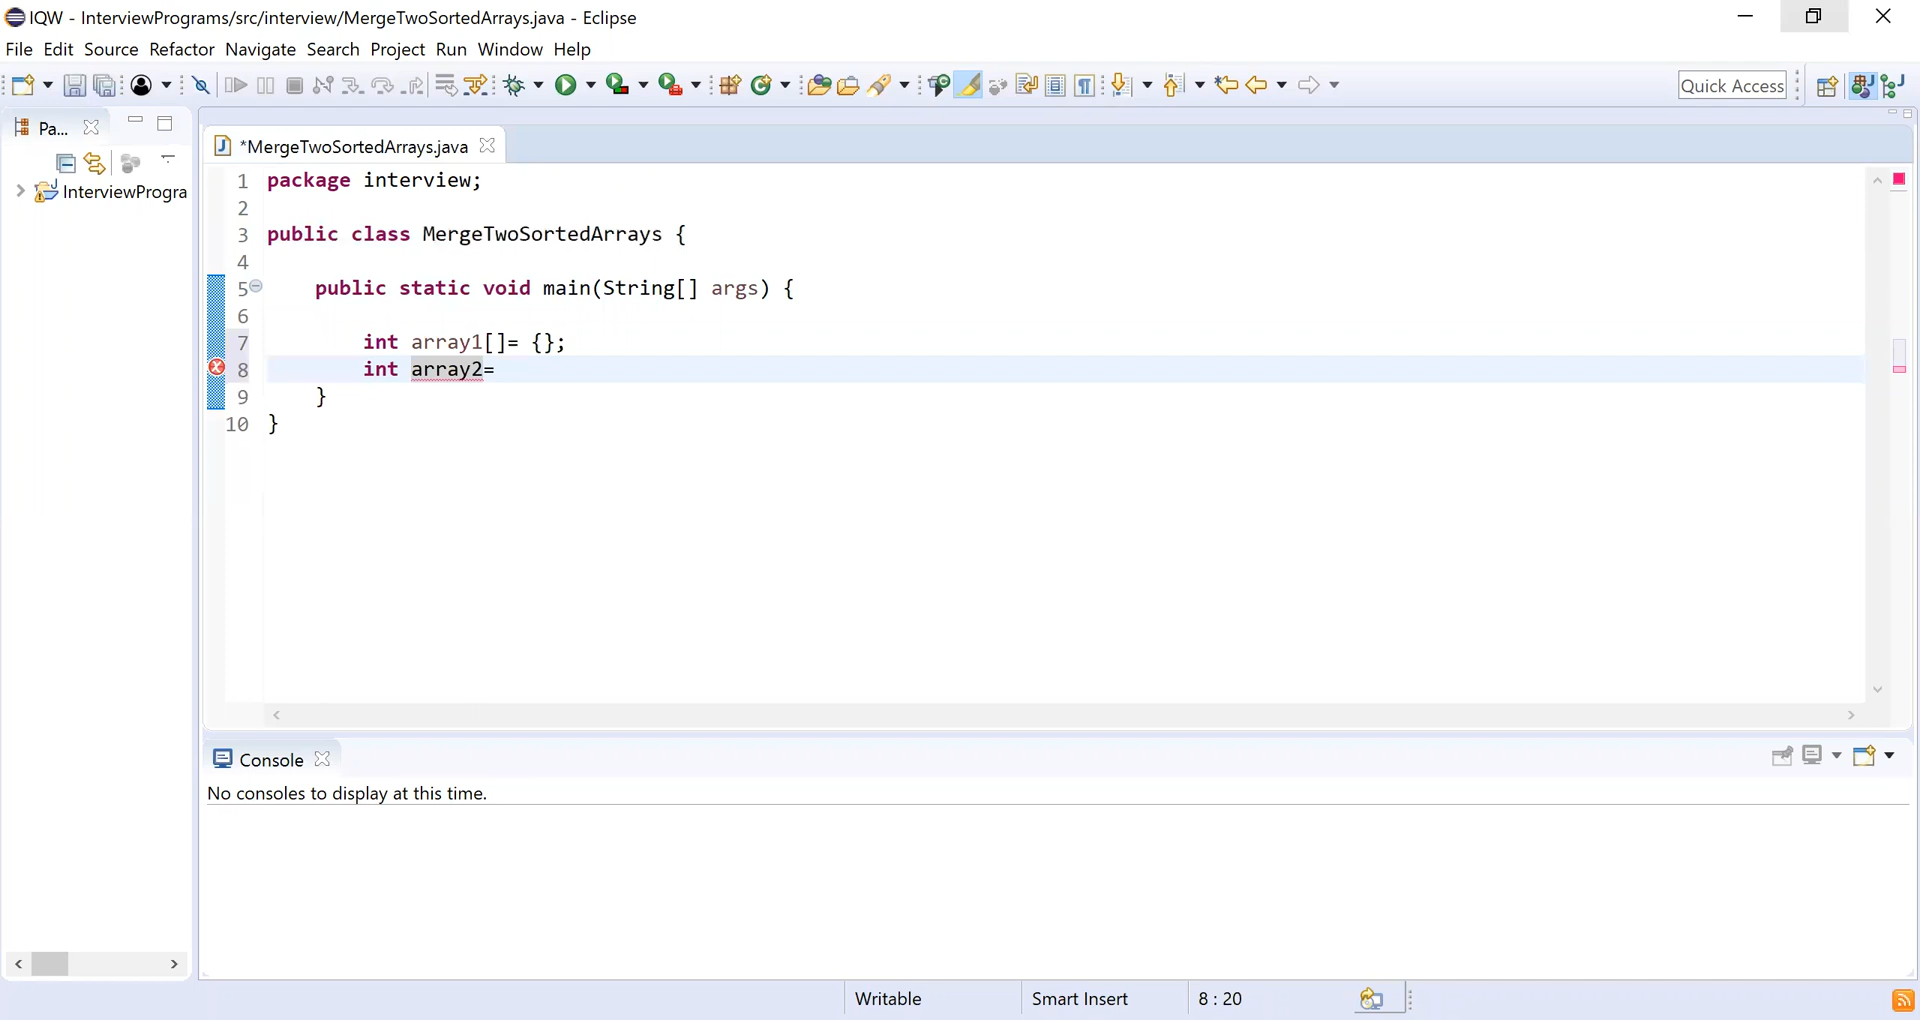 IQW - InterviewPrograms/src/interview/MergeTwoSortedArrays.java - Eclipse
File Edit Source Refactor Navigate Search Project Run Window Help
Quick Access
Pa...
*MergeTwoSortedArrays.java
InterviewProgra
1 package interview;
2
3 public class MergeTwoSortedArrays {
4
5 public static void main(String[] args) {
6
7 int array1[]= {};
8 int array2=
9 }
10 }
Console
No consoles to display at this time.
Writable Smart Insert 8 : 20